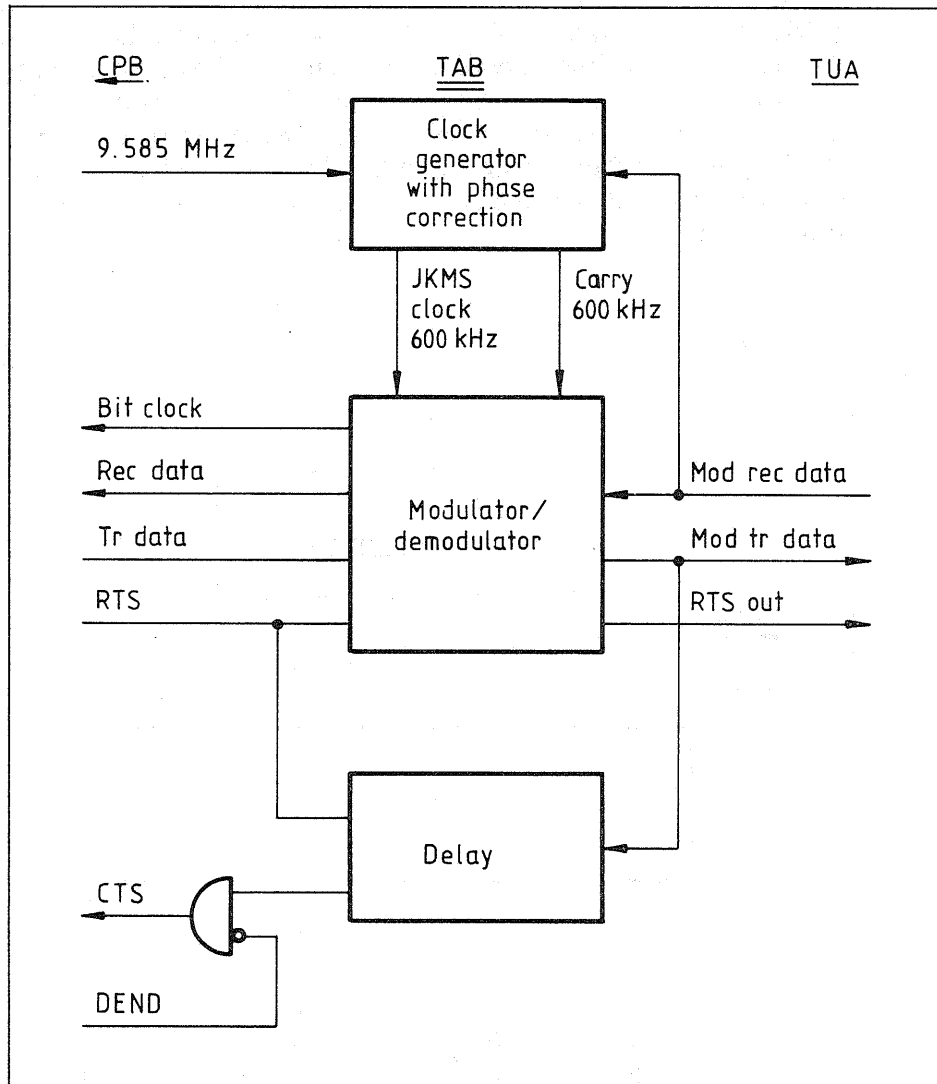 CPB
TAB
TUA
9.585 MHz
Clock
generator
with phase
correction
JKMS
clock
600 kHz
Carry
600 kHz
Bit clock
Rec data
Tr data
RTS
Modulator/
demodulator
Mod rec data
Mod tr data
RTS out
Delay
CTS
DEND